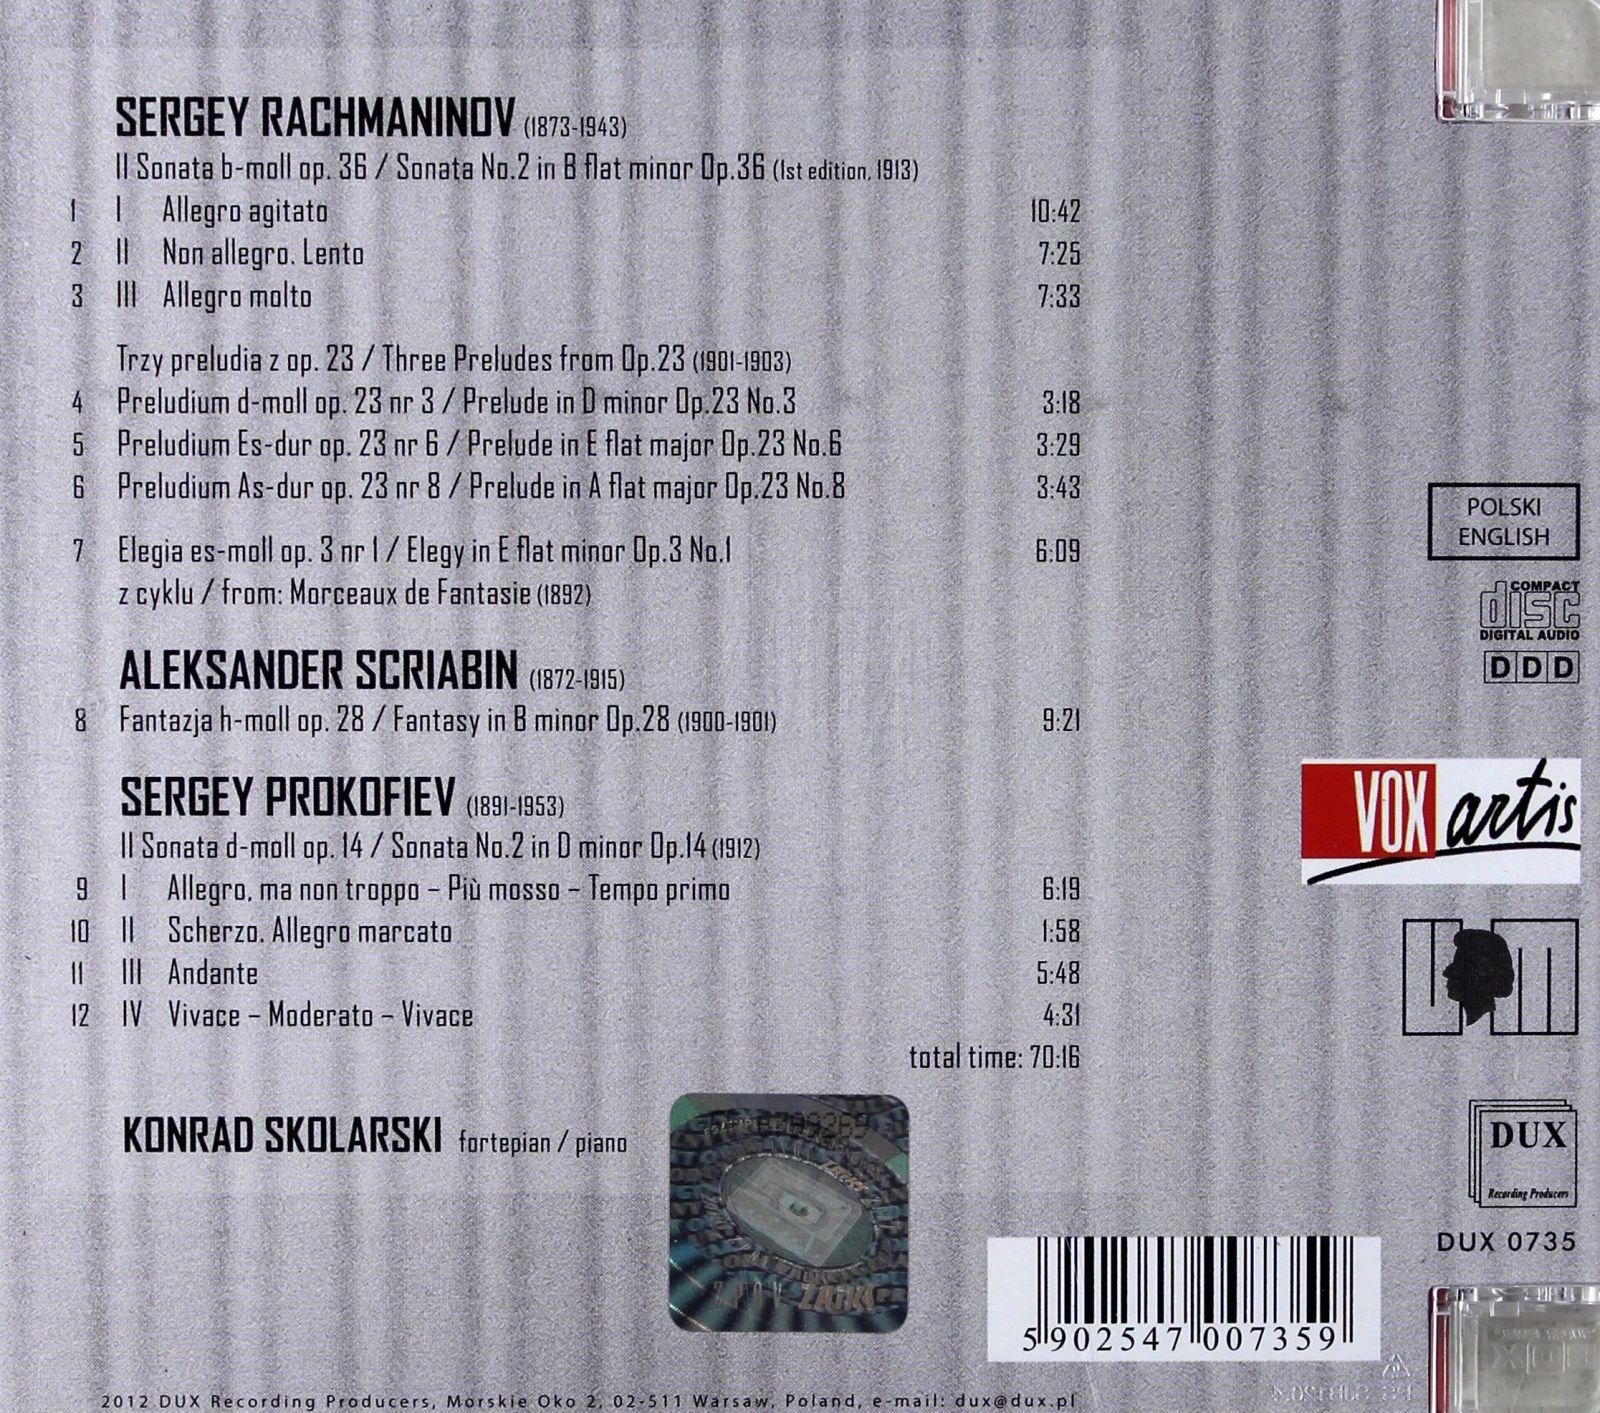 SERGEY RACHMANINOV (1873-1943)
II Sonata b-moll op. 36 / Sonata No.2 in B flat minor Op.36 (1st edition, 1913)
1 I Allegro agitato 10:42
2 II Non allegro. Lento 7:25
3 III Allegro molto 7:33
Trzy preludia z op. 23 / Three Preludes from Op.23 (1901-1903)
4 Preludium d-moll op. 23 nr 3 / Prelude in D minor Op.23 No.3 3:18
5 Preludium Es-dur op. 23 nr 6 / Prelude in E flat major Op.23 No.6 3:29
6 Preludium As-dur op. 23 nr 8 / Prelude in A flat major Op.23 No.8 3:43
7 Elegia es-moll op. 3 nr 1 / Elegy in E flat minor Op.3 No.1 6:09
z cyklu / from: Morceaux de Fantasie (1892)
ALEKSANDER SCRIABIN (1872-1915)
8 Fantazja h-moll op. 28 / Fantasy in B minor Op.28 (1900-1901) 9:21
SERGEY PROKOFIEV (1891-1953)
II Sonata d-moll op. 14 / Sonata No.2 in D minor Op.14 (1912)
9 I Allegro, ma non troppo – Più mosso – Tempo primo 6:19
10 II Scherzo. Allegro marcato 1:58
11 III Andante 5:48
12 IV Vivace – Moderato – Vivace 4:31
total time: 70:16
KONRAD SKOLARSKI fortepian / piano
POLSKI
ENGLISH
COMPACT
disc
DIGITAL AUDIO
DDD
VOX artis
DUX
Recording Producers
DUX 0735
ZAiKS
5 902547 007359
2012 DUX Recording Producers, Morskie Oko 2, 02-511 Warsaw, Poland, e-mail: dux@dux.pl